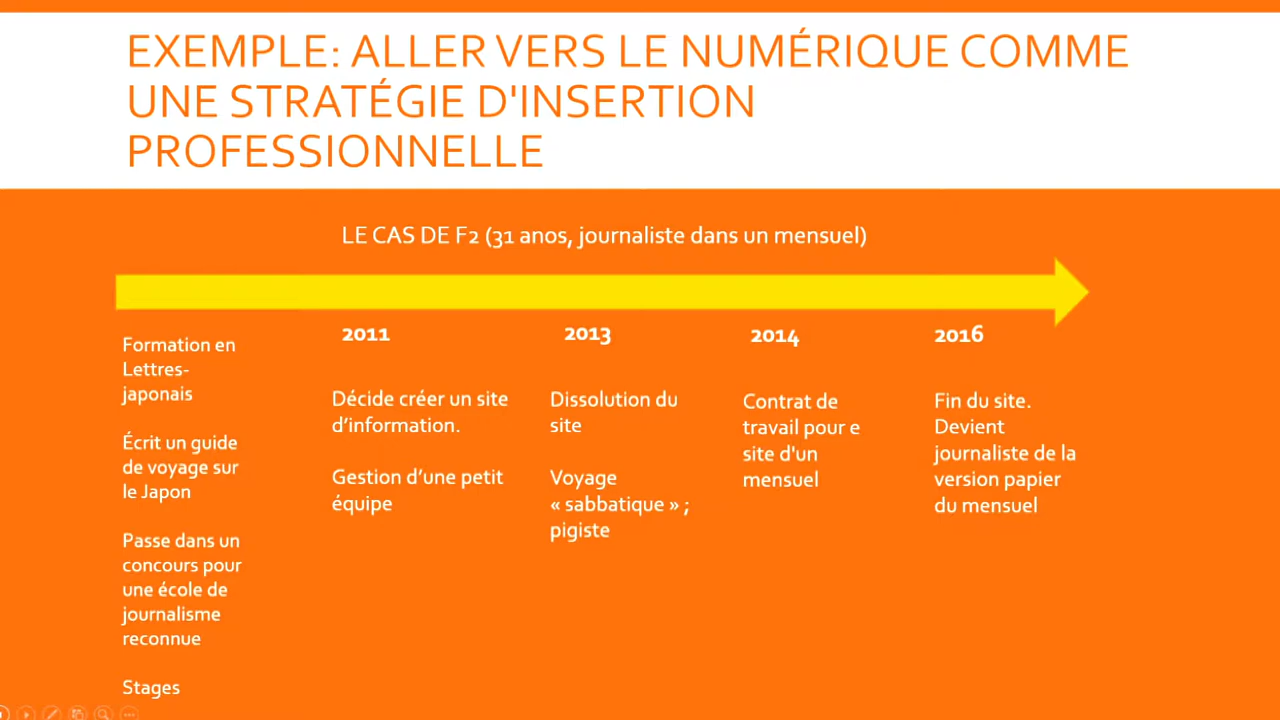 EXEMPLE: ALLER VERS LE NUMÉRIQUE COMME
UNE STRATÉGIE D'INSERTION
PROFESSIONNELLE
LE CAS DE F2 (31 anos, journaliste dans un mensuel)
Formation en
Lettres-
japonais
Écrit un guide
de voyage sur
le Japon
Passe dans un
concours pour
une école de
journalisme
reconnue
Stages
2011
Décide créer un site
d’information.
Gestion d’une petit
équipe
2013
Dissolution du
site
Voyage
« sabbatique » ;
pigiste
2014
Contrat de
travail pour e
site d'un
mensuel
2016
Fin du site.
Devient
journaliste de la
version papier
du mensuel